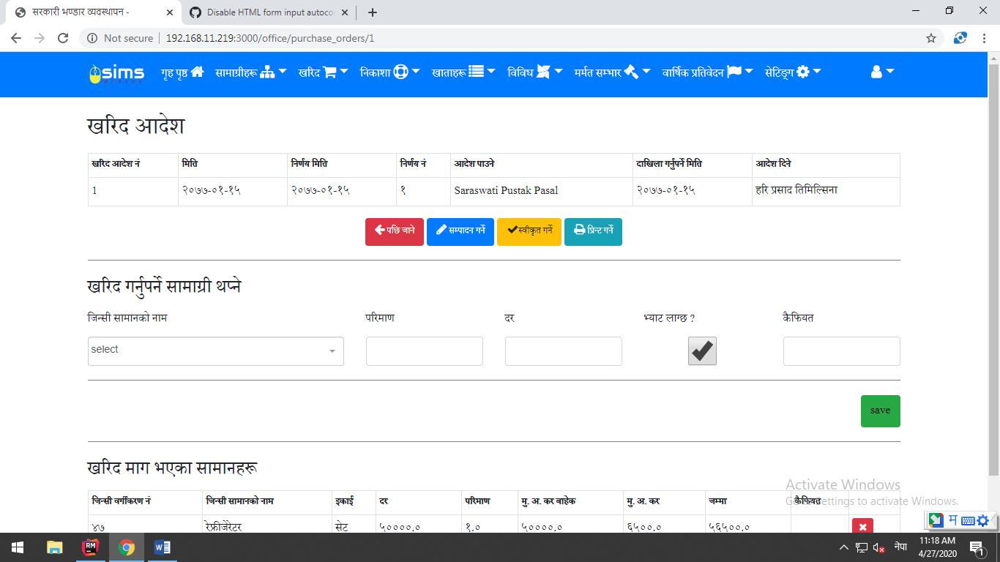 सरकारी भण्डार व्यवस्थापन -
Disable HTML form input autoco
Not secure 192.168.11.219:3000/office/purchase_orders/1
sims गृह पृष्ठ सामाग्रीहरू खरिद निकाशा खाताहरू विविध मर्मत सम्भार वार्षिक प्रतिवेदन सेटिङ्ग
खरिद आदेश
खरिद आदेश नं मिति निर्णय मिति निर्णय नं आदेश पाउने दाखिला गर्नुपर्ने मिति आदेश दिने
1 २०७७-०१-१५ २०७७-०१-१५ १ Saraswati Pustak Pasal २०७७-०१-१५ हरि प्रसाद तिमिल्सिना
पछि जाने सम्पादन गर्ने स्वीकृत गर्ने प्रिन्ट गर्ने
खरिद गर्नुपर्ने सामाग्री थप्ने
जिन्सी सामानको नाम परिमाण दर भ्याट लाग्छ ? कैफियत
select
save
खरिद माग भएका सामानहरू
जिन्सी वर्गीकरण नं जिन्सी सामानको नाम इकाई दर परिमाण मु. अ. कर बाहेक मु. अ. कर जम्मा कैफियत
४७ रेफ्रीजेरेटर सेट ५००००.० १.० ५००००.० ६५००.० ५६५००.०
Activate Windows
Go to Settings to activate Windows.
म
RM W नेपा 11:18 AM
4/27/2020
1